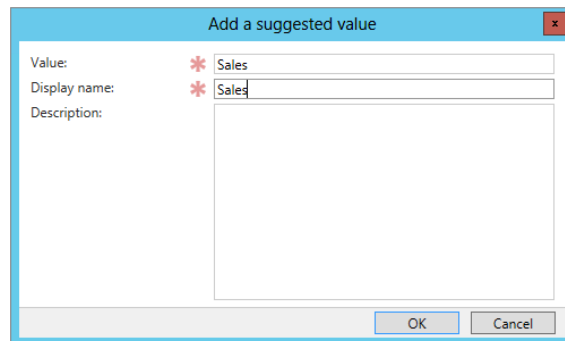 Add a suggested value
x
Value: * Sales
Display name: * Sales
Description:
OK Cancel